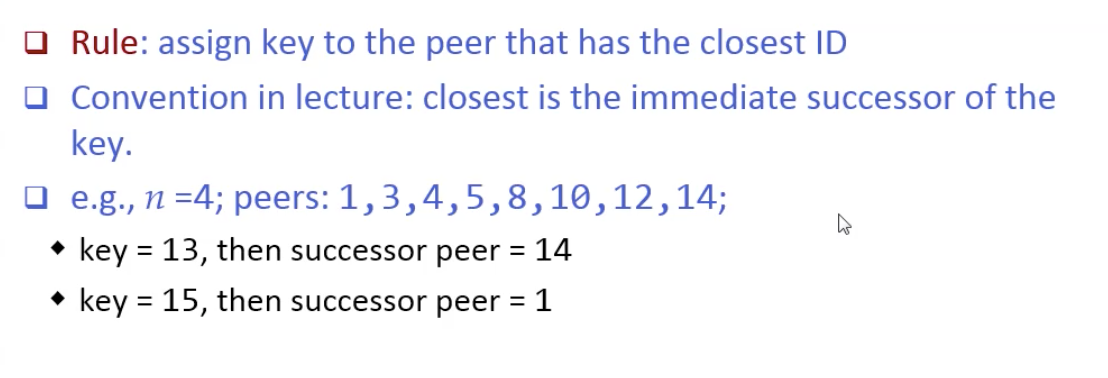 Rule: assign key to the peer that has the closest ID
Convention in lecture: closest is the immediate successor of the
key.
e.g., n =4; peers: 1,3,4,5,8,10,12,14;
key = 13, then successor peer = 14
key = 15, then successor peer = 1